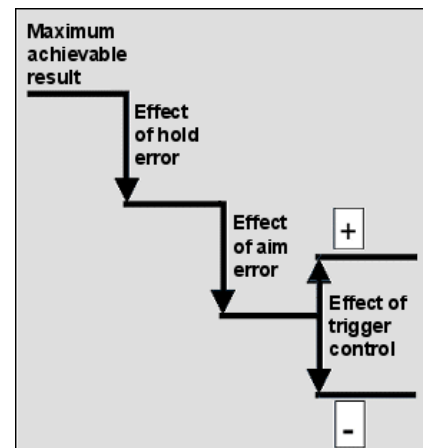 Maximum
achievable
result
Effect
of hold
error
Effect
of aim
error
+
Effect of
trigger
control
-